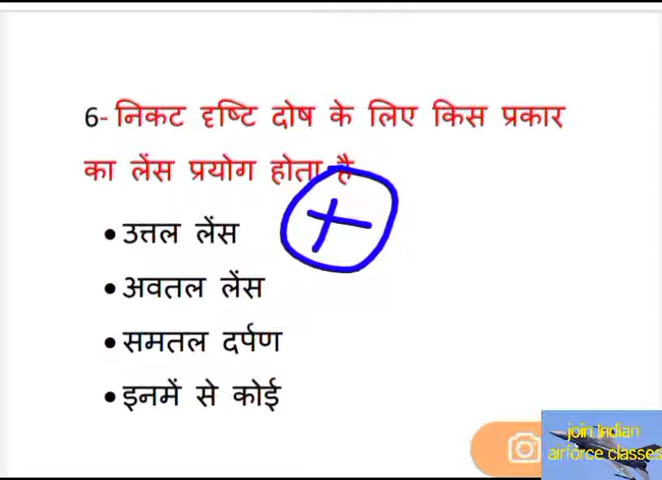 6- निकट दृष्टि दोष के लिए किस प्रकार
का लेंस प्रयोग होता है
• उत्तल लेंस
• अवतल लेंस
• समतल दर्पण
• इनमें से कोई
+
join Indian
airforce classes